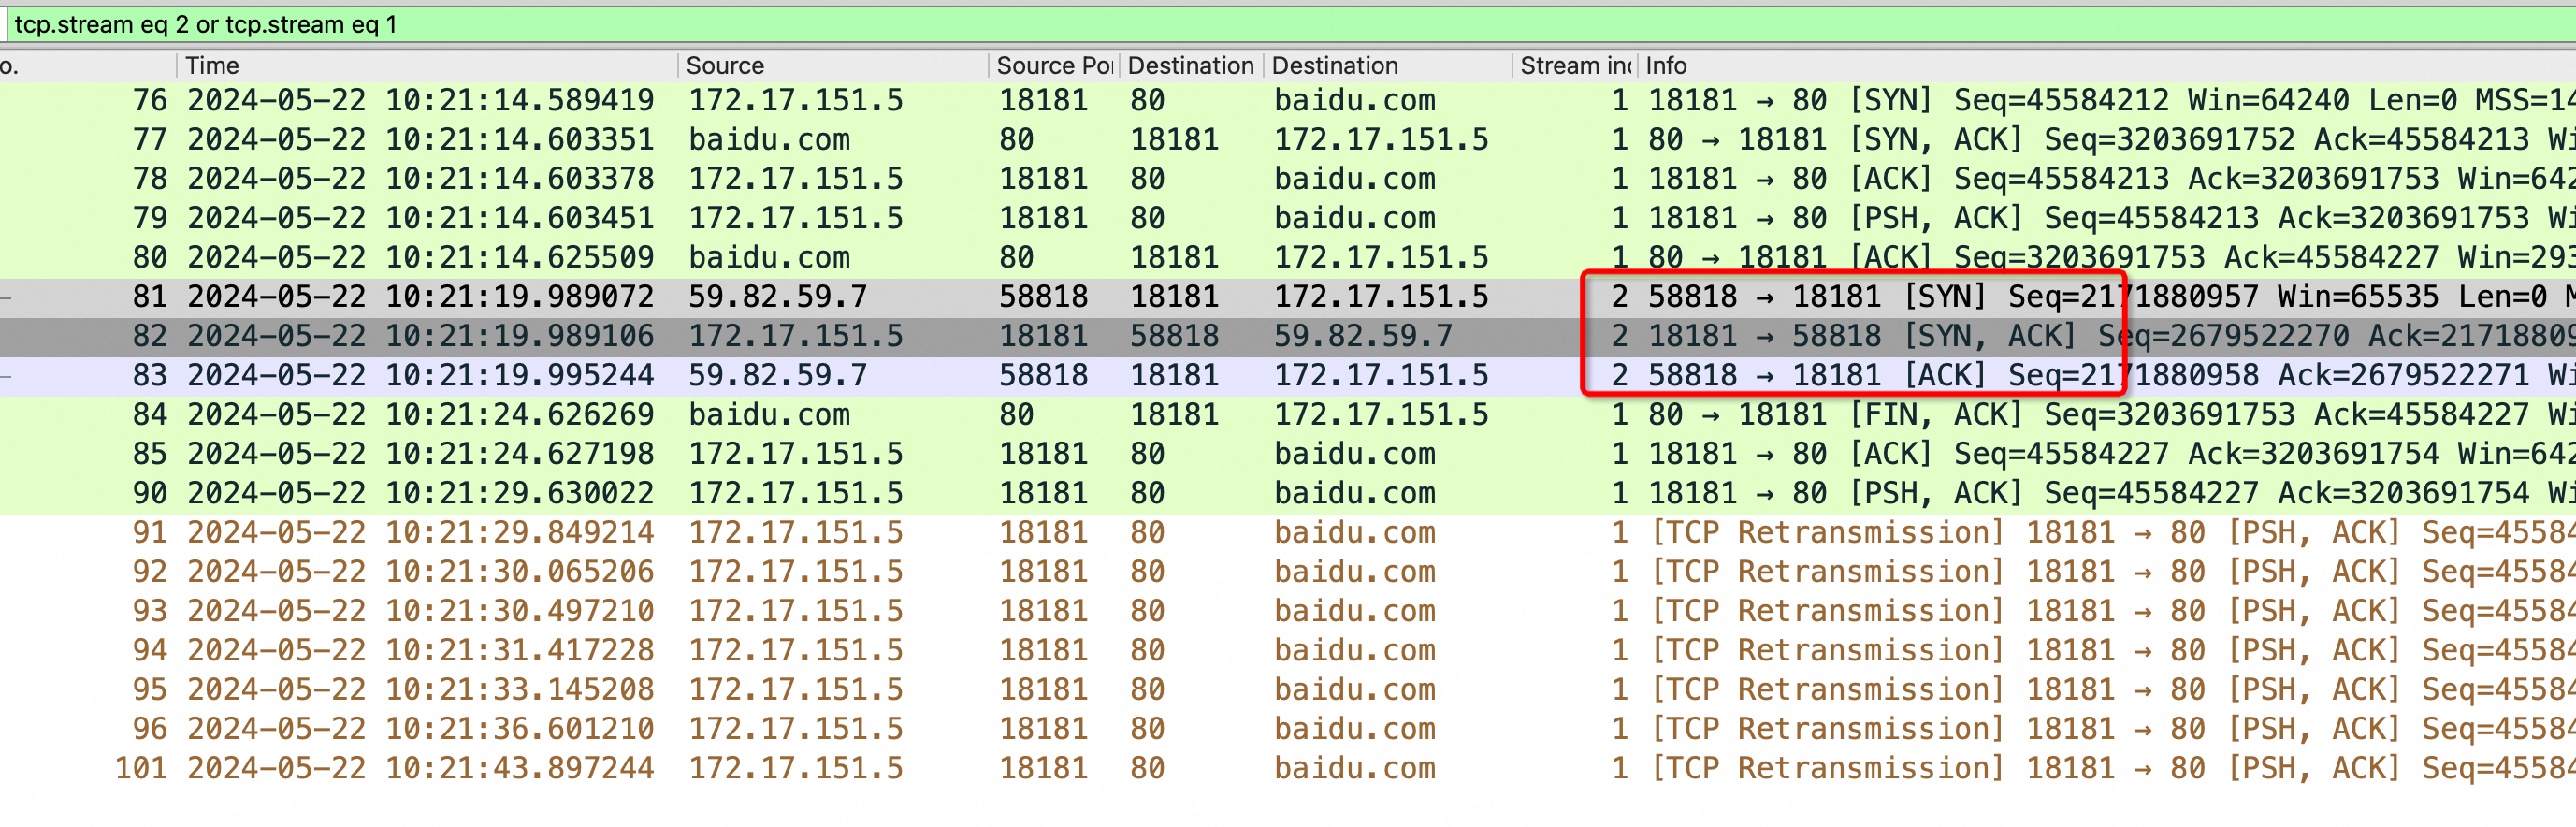 tcp.stream eq 2 or tcp.stream eq 1
o. Time Source Source Por Destination Destination Stream inc Info
76 2024-05-22 10:21:14.589419 172.17.151.5 18181 80 baidu.com 1 18181 → 80 [SYN] Seq=45584212 Win=64240 Len=0 MSS=14
77 2024-05-22 10:21:14.603351 baidu.com 80 18181 172.17.151.5 1 80 → 18181 [SYN, ACK] Seq=3203691752 Ack=45584213 Wi
78 2024-05-22 10:21:14.603378 172.17.151.5 18181 80 baidu.com 1 18181 → 80 [ACK] Seq=45584213 Ack=3203691753 Win=642
79 2024-05-22 10:21:14.603451 172.17.151.5 18181 80 baidu.com 1 18181 → 80 [PSH, ACK] Seq=45584213 Ack=3203691753 Wi
80 2024-05-22 10:21:14.625509 baidu.com 80 18181 172.17.151.5 1 80 → 18181 [ACK] Seq=3203691753 Ack=45584227 Win=293
81 2024-05-22 10:21:19.989072 59.82.59.7 58818 18181 172.17.151.5 2 58818 → 18181 [SYN] Seq=2171880957 Win=65535 Len=0 M
82 2024-05-22 10:21:19.989106 172.17.151.5 18181 58818 59.82.59.7 2 18181 → 58818 [SYN, ACK] Seq=2679522270 Ack=21718809
83 2024-05-22 10:21:19.995244 59.82.59.7 58818 18181 172.17.151.5 2 58818 → 18181 [ACK] Seq=2171880958 Ack=2679522271 Wi
84 2024-05-22 10:21:24.626269 baidu.com 80 18181 172.17.151.5 1 80 → 18181 [FIN, ACK] Seq=3203691753 Ack=45584227 Wi
85 2024-05-22 10:21:24.627198 172.17.151.5 18181 80 baidu.com 1 18181 → 80 [ACK] Seq=45584227 Ack=3203691754 Win=642
90 2024-05-22 10:21:29.630022 172.17.151.5 18181 80 baidu.com 1 18181 → 80 [PSH, ACK] Seq=45584227 Ack=3203691754 Wi
91 2024-05-22 10:21:29.849214 172.17.151.5 18181 80 baidu.com 1 [TCP Retransmission] 18181 → 80 [PSH, ACK] Seq=45584
92 2024-05-22 10:21:30.065206 172.17.151.5 18181 80 baidu.com 1 [TCP Retransmission] 18181 → 80 [PSH, ACK] Seq=45584
93 2024-05-22 10:21:30.497210 172.17.151.5 18181 80 baidu.com 1 [TCP Retransmission] 18181 → 80 [PSH, ACK] Seq=45584
94 2024-05-22 10:21:31.417228 172.17.151.5 18181 80 baidu.com 1 [TCP Retransmission] 18181 → 80 [PSH, ACK] Seq=45584
95 2024-05-22 10:21:33.145208 172.17.151.5 18181 80 baidu.com 1 [TCP Retransmission] 18181 → 80 [PSH, ACK] Seq=45584
96 2024-05-22 10:21:36.601210 172.17.151.5 18181 80 baidu.com 1 [TCP Retransmission] 18181 → 80 [PSH, ACK] Seq=45584
101 2024-05-22 10:21:43.897244 172.17.151.5 18181 80 baidu.com 1 [TCP Retransmission] 18181 → 80 [PSH, ACK] Seq=45584